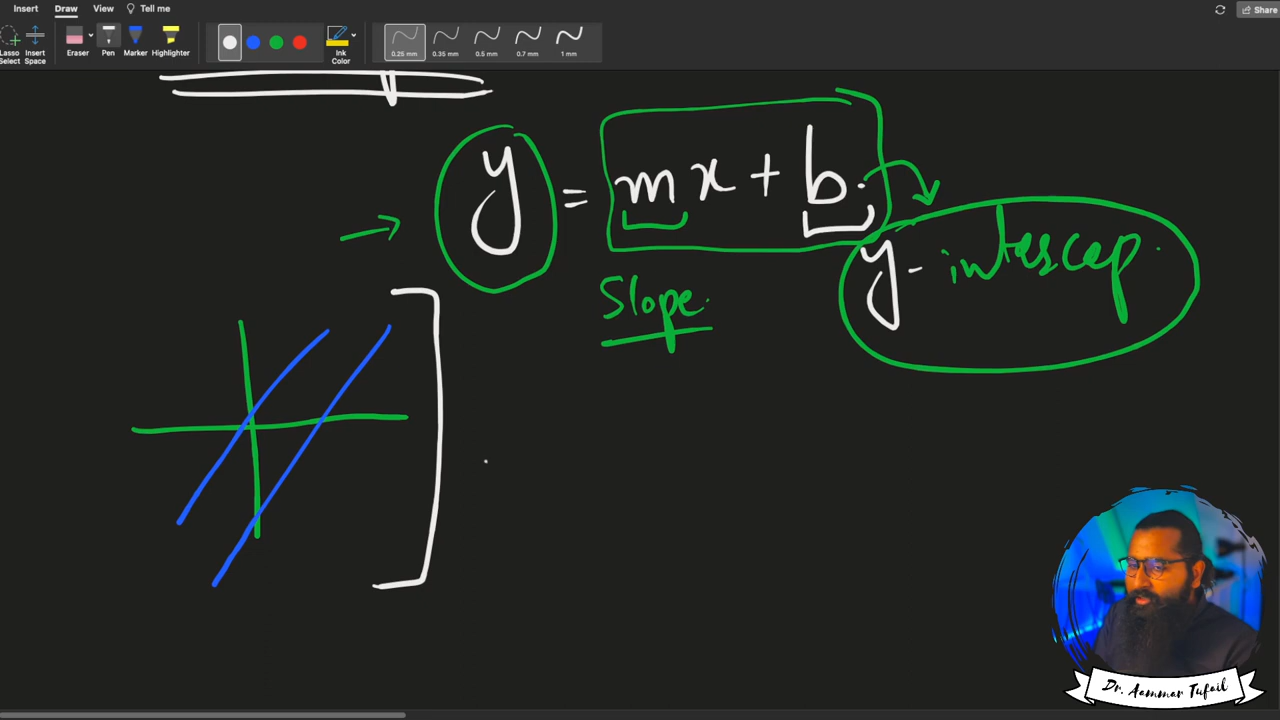 Insert Draw View Tell me
Share
Lasso Select
Insert Space
Eraser
Pen
Marker
Highlighter
Ink Color
0.25 mm
0.35 mm
0.5 mm
0.7 mm
1 mm
y = mx + b.
y-intercep.
Slope.
Dr. Aammar Tufail